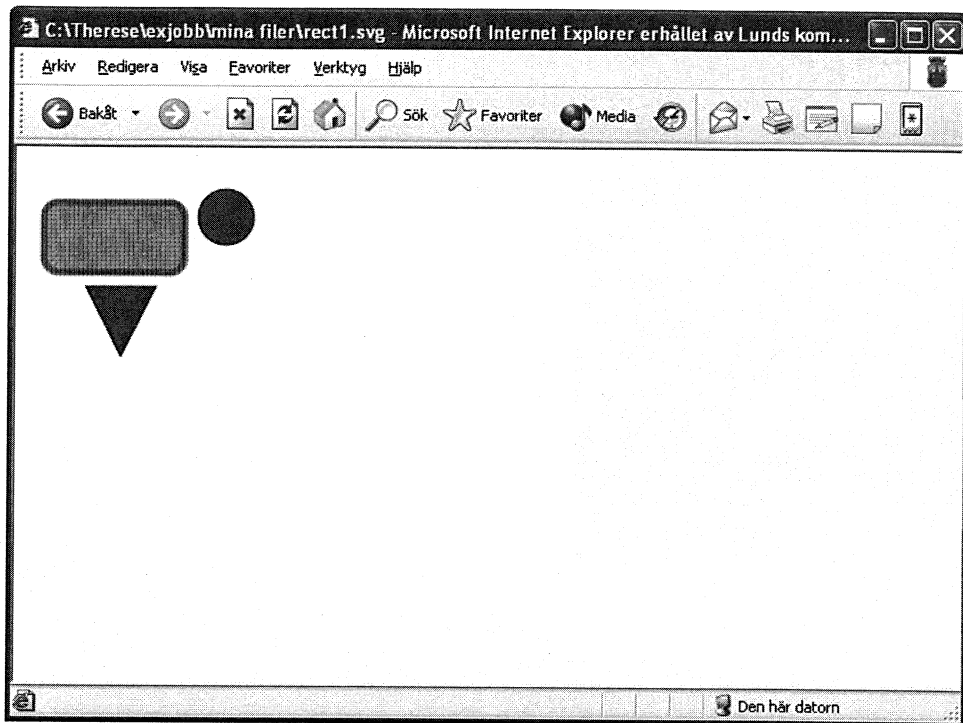 C:\Therese\exjobb\mina filer\rect1.svg - Microsoft Internet Explorer erhållet av Lunds kom...
Arkiv Redigera Visa Favoriter Verktyg Hjälp
Bakåt Sök Favoriter Media
Den här datorn